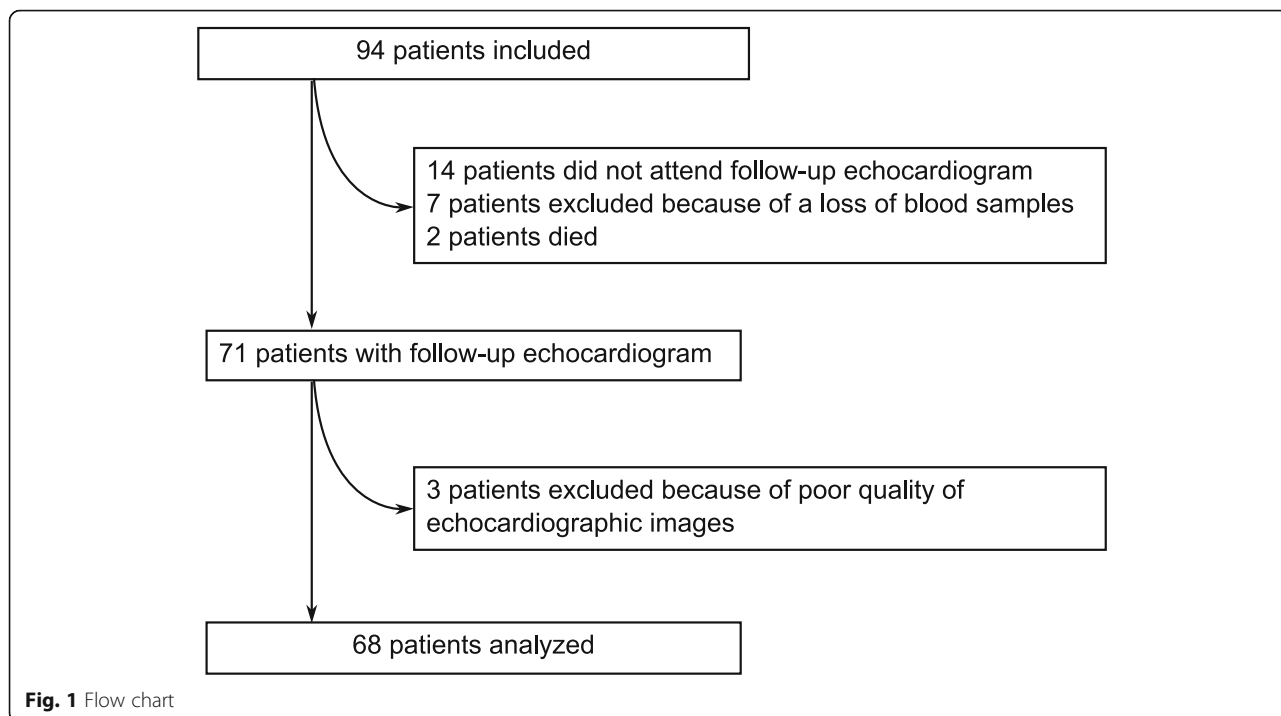 94 patients included
14 patients did not attend follow-up echocardiogram
7 patients excluded because of a loss of blood samples
2 patients died
71 patients with follow-up echocardiogram
3 patients excluded because of poor quality of
echocardiographic images
68 patients analyzed
Fig. 1 Flow chart